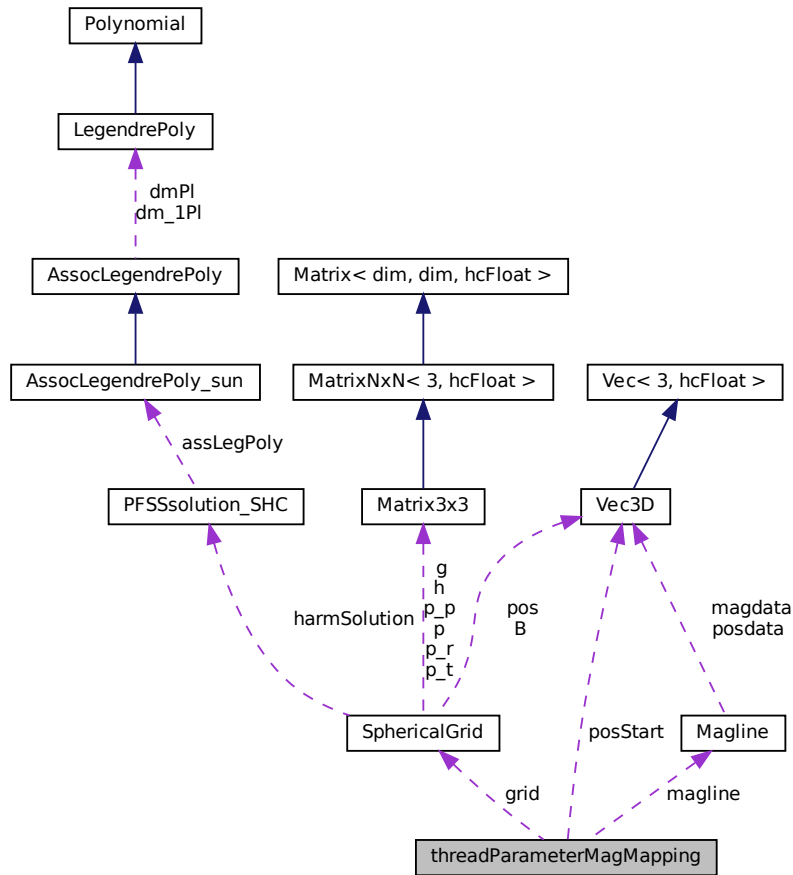 Polynomial
LegendrePoly
dmPl
dm_1Pl
AssocLegendrePoly
Matrix< dim, dim, hcFloat >
AssocLegendrePoly_sun
MatrixNxN< 3, hcFloat >
Vec< 3, hcFloat >
assLegPoly
PFSSsolution_SHC
Matrix3x3
Vec3D
harmSolution
g
h
p_p
p
p_r
p_t
pos
B
magdata
posdata
SphericalGrid
posStart
Magline
grid
magline
threadParameterMagMapping